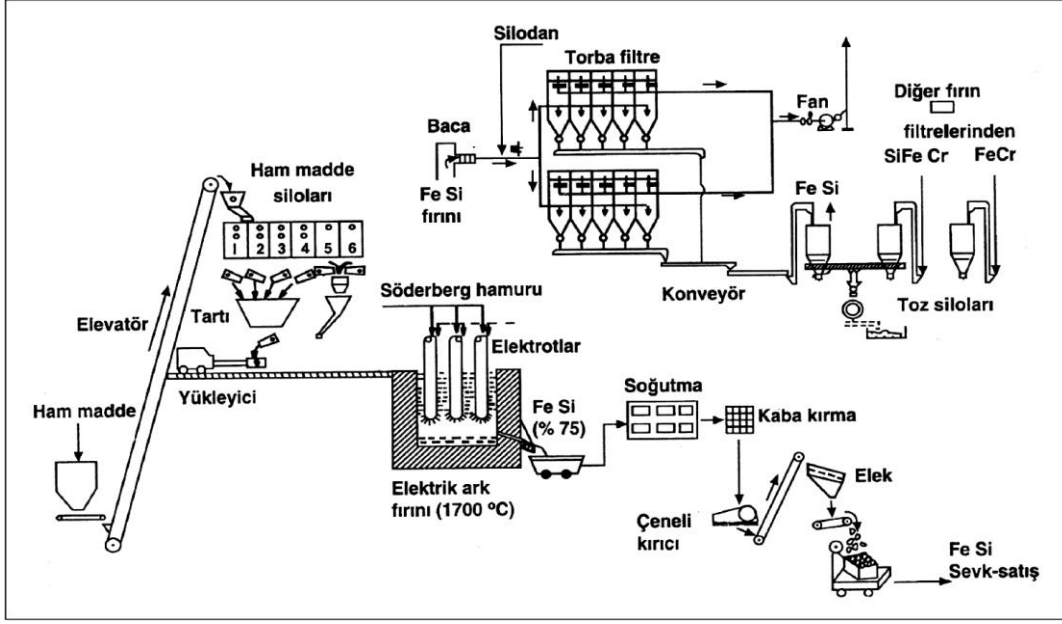 Silodan
Torba filtre
Fan
Diğer fırın
filtrelerinden
SiFe Cr
FeCr
Baca
Fe Si
fırını
Fe Si
Ham madde
siloları
1 2 3 4 5 6
Konveyör
Toz siloları
Söderberg hamuru
Elevatör
Tartı
Elektrotlar
Yükleyici
Ham madde
Fe Si
(% 75)
Soğutma
Kaba kırma
Elektrik ark
fırını (1700 ºC)
Çeneli
kırıcı
Elek
Fe Si
Sevk-satış